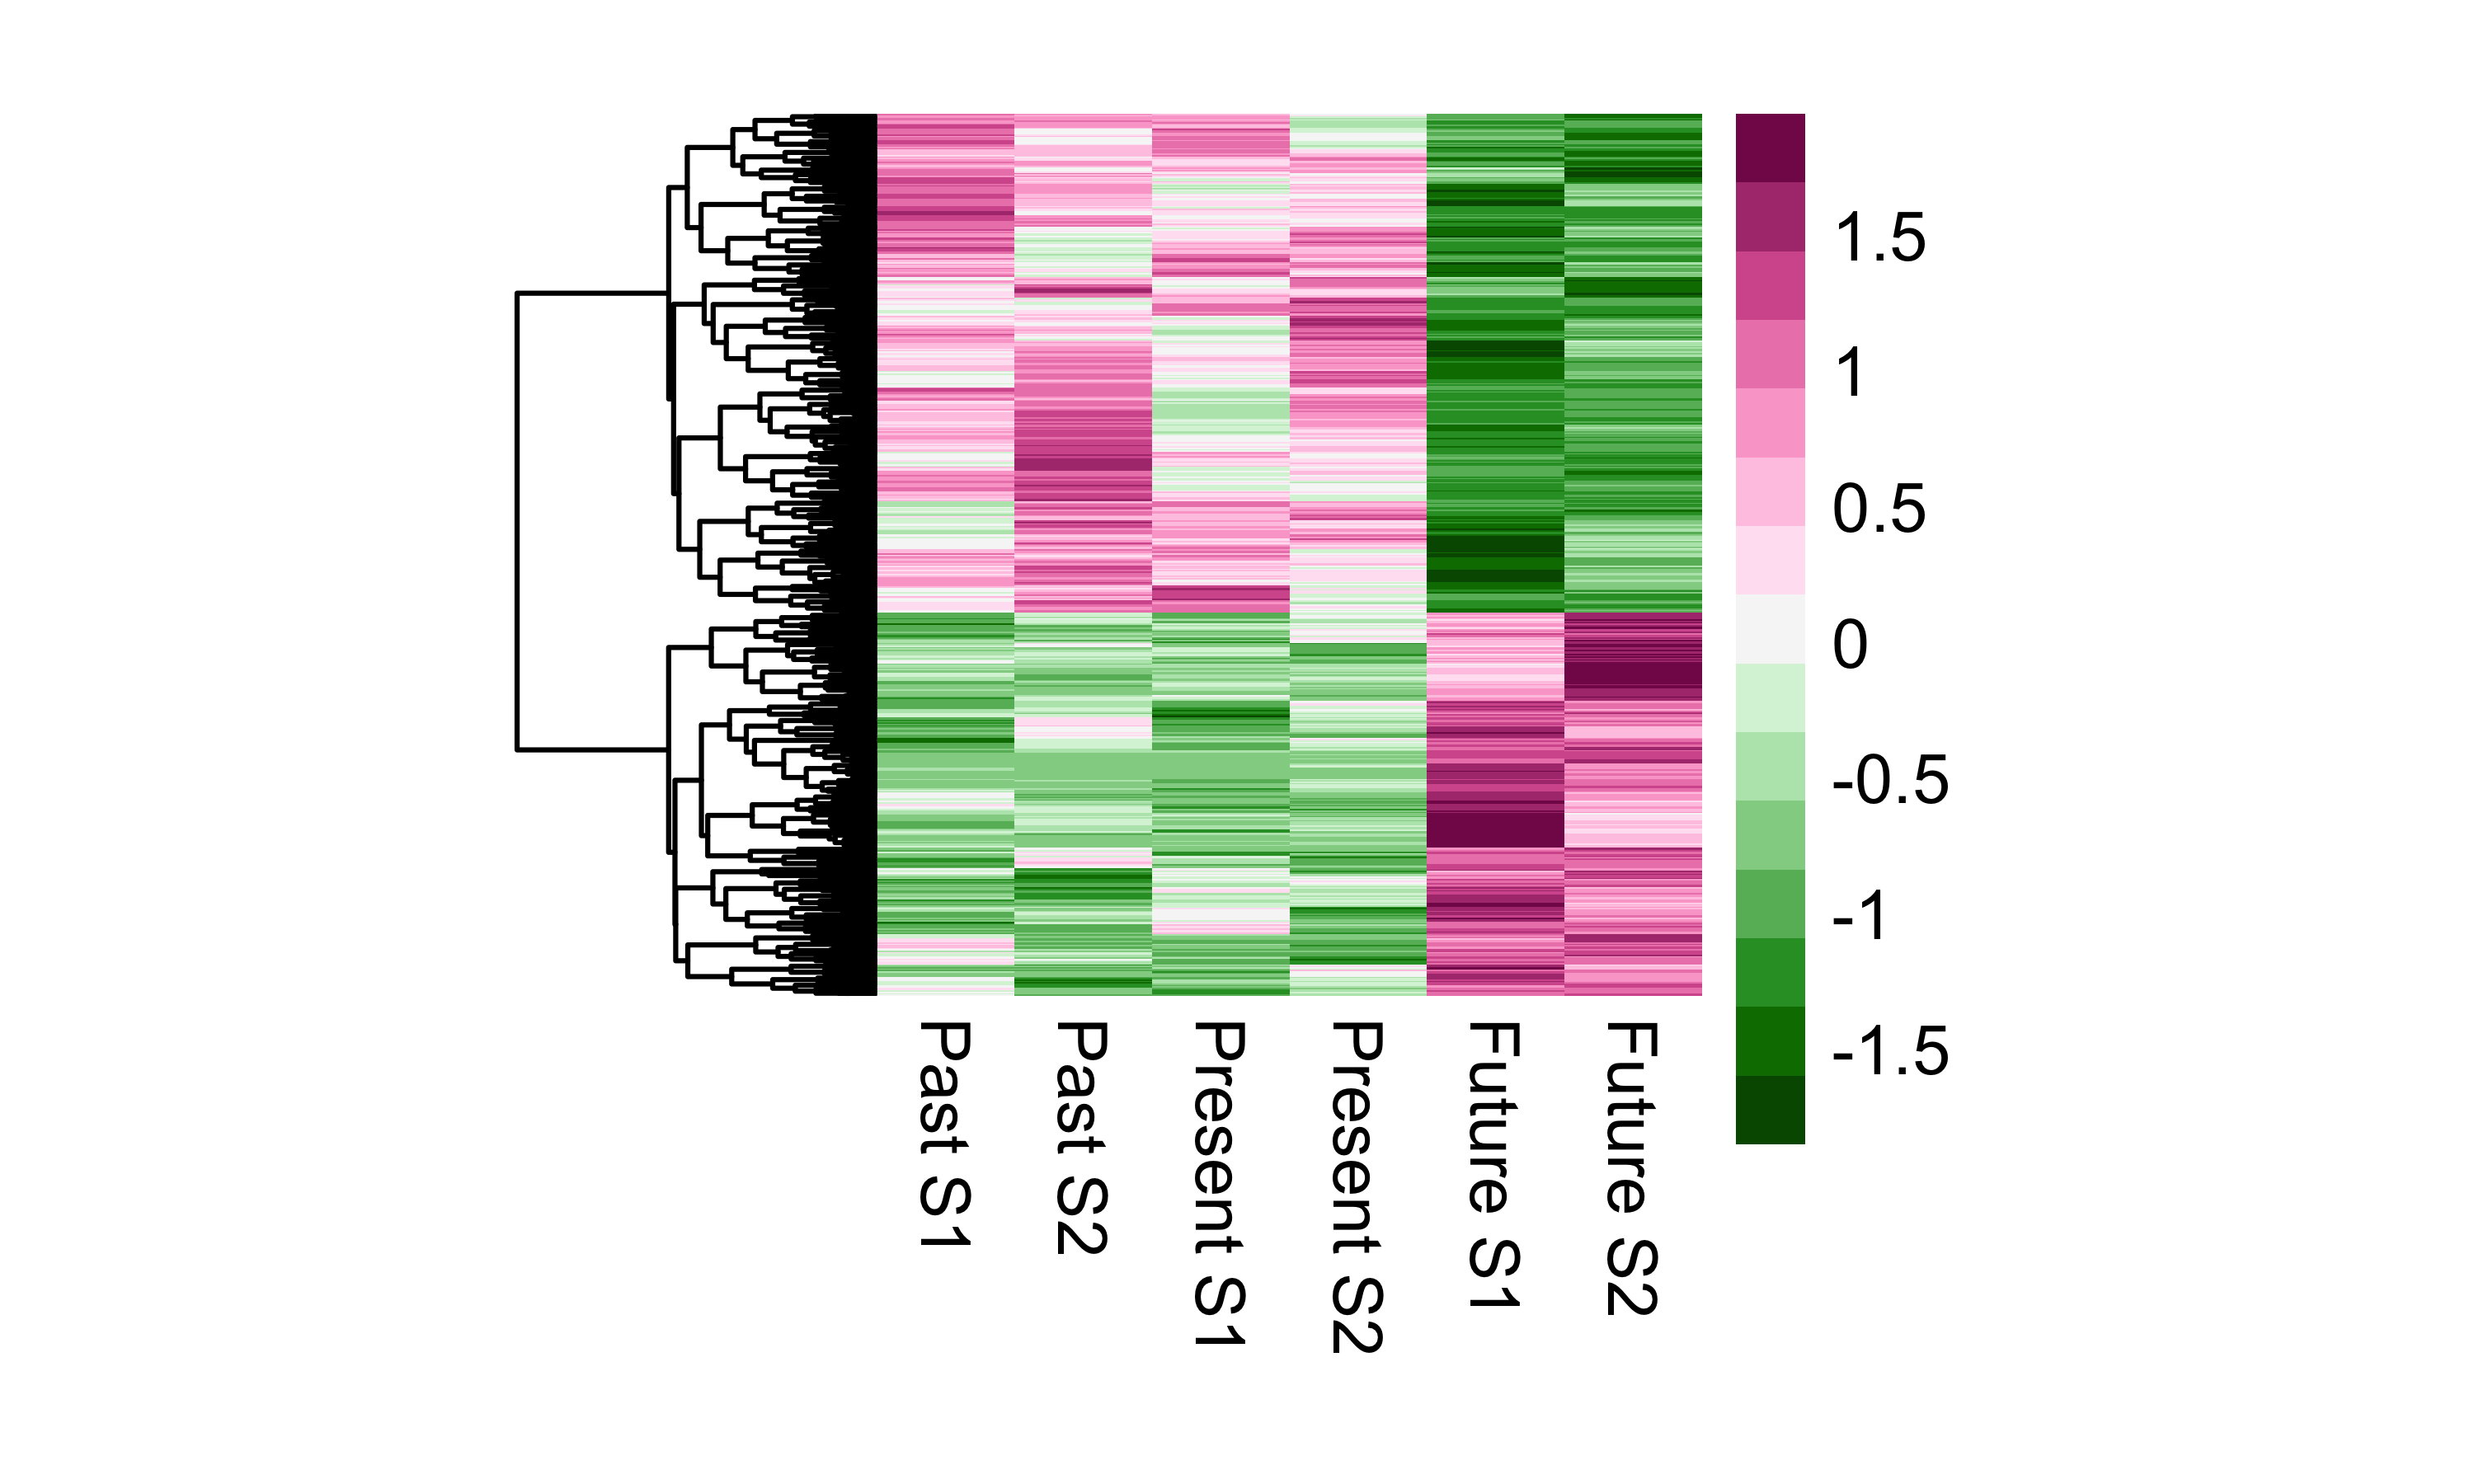 1.5
1
0.5
0
-0.5
-1
-1.5
Past S1
Past S2
Present S1
Present S2
Future S1
Future S2